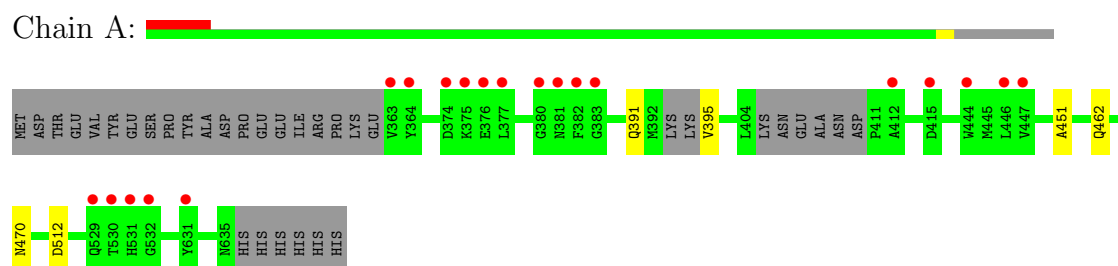 Chain A:
MET ASP THR GLU VAL TYR GLU SER PRO TYR ALA ASP PRO GLU GLU ILE ARG PRO LYS GLU V363 Y364 D374 K375 E376 L377 G380 N381 F382 G383 Q391 M392 LYS LYS V395 L404 LYS ASN GLU ALA ASN ASP P411 A412 D415 W444 M445 L446 V447 A451 Q462
N470 D512 Q529 T530 H531 G532 Y631 N635 HIS HIS HIS HIS HIS HIS